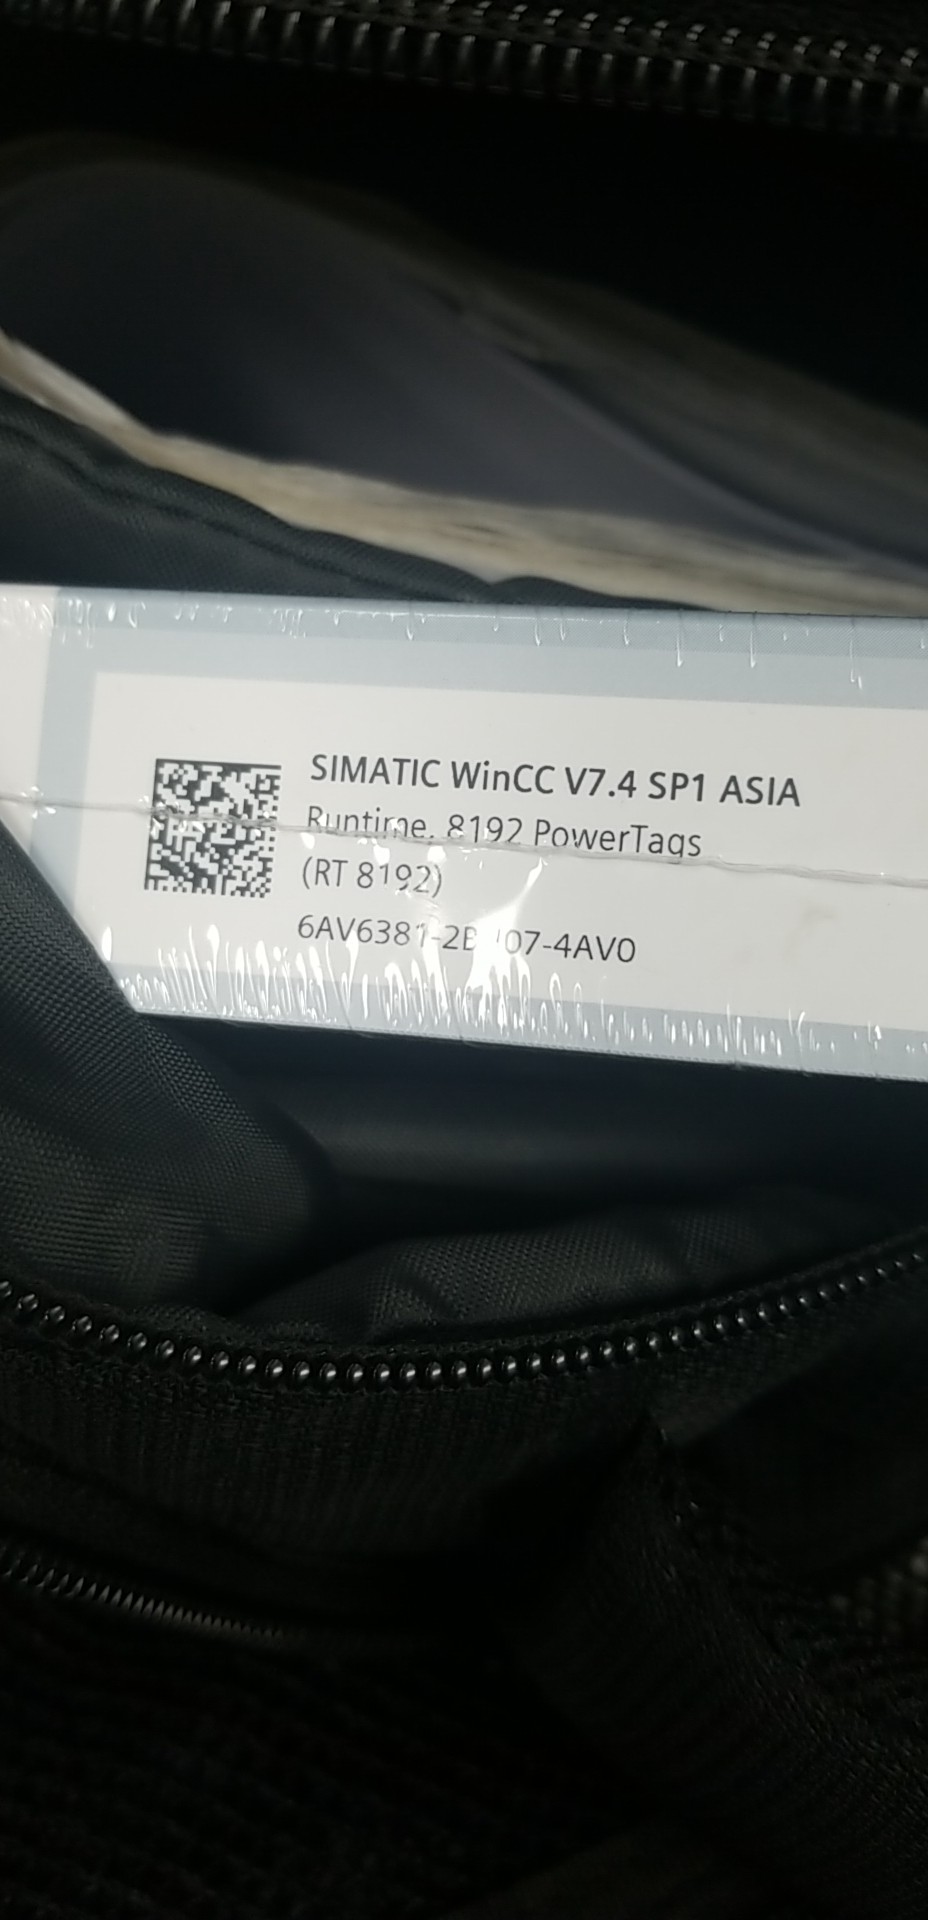 SIMATIC WinCC V7.4 SP1 ASIA
Runtime, 8192 PowerTags
(RT 8192)